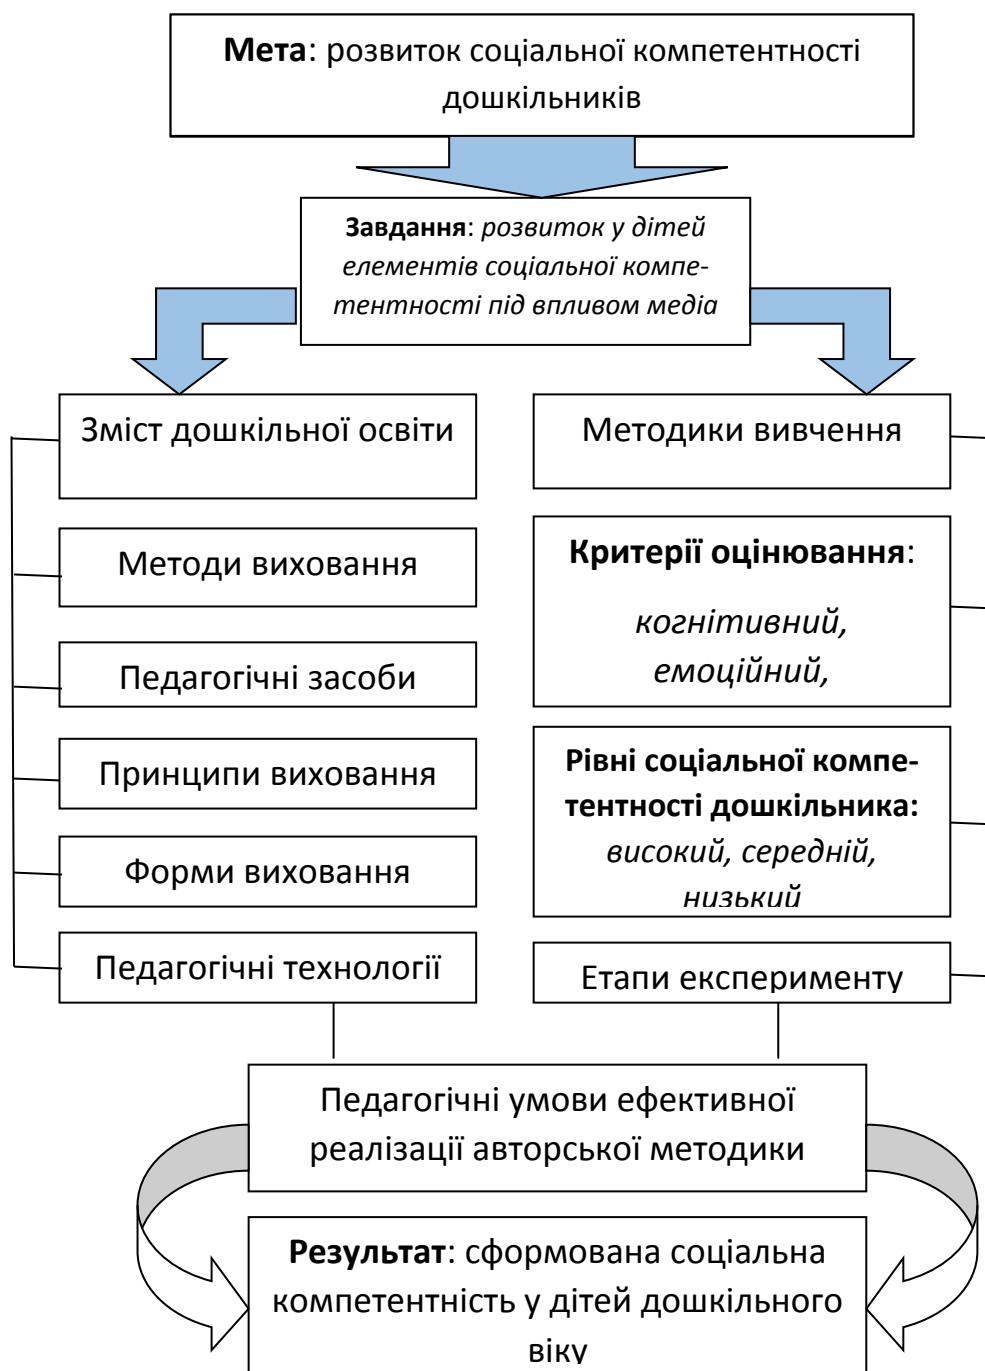 Мета: розвиток соціальної компетентності
дошкільників
Завдання: розвиток у дітей
елементів соціальної компе-
тентності під впливом медіа
Зміст дошкільної освіти
Методи виховання
Педагогічні засоби
Принципи виховання
Форми виховання
Педагогічні технології
Методики вивчення
Критерії оцінювання:
когнітивний,
емоційний,
Рівні соціальної компе-
тентності дошкільника:
високий, середній,
низький
Етапи експерименту
Педагогічні умови ефективної
реалізації авторської методики
Результат: сформована соціальна
компетентність у дітей дошкільного
віку